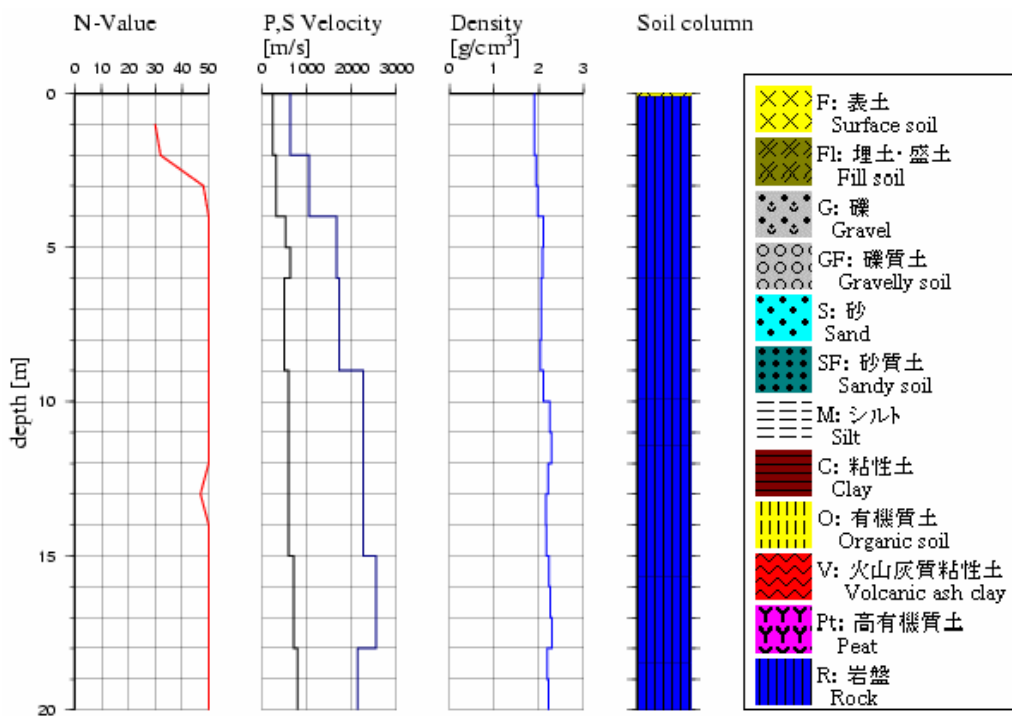 N-Value
0 10 20 30 40 50
P,S Velocity
[m/s]
0 1000 2000 3000
Density
[g/cm³]
0 1 2 3
Soil column
depth [m]
0
5
10
15
20
F: 表土
Surface soil
Fl: 埋土・盛土
Fill soil
G: 礫
Gravel
GF: 礫質土
Gravelly soil
S: 砂
Sand
SF: 砂質土
Sandy soil
M: シルト
Silt
C: 粘性土
Clay
O: 有機質土
Organic soil
V: 火山灰質粘性土
Volcanic ash clay
Pt: 高有機質土
Peat
R: 岩盤
Rock